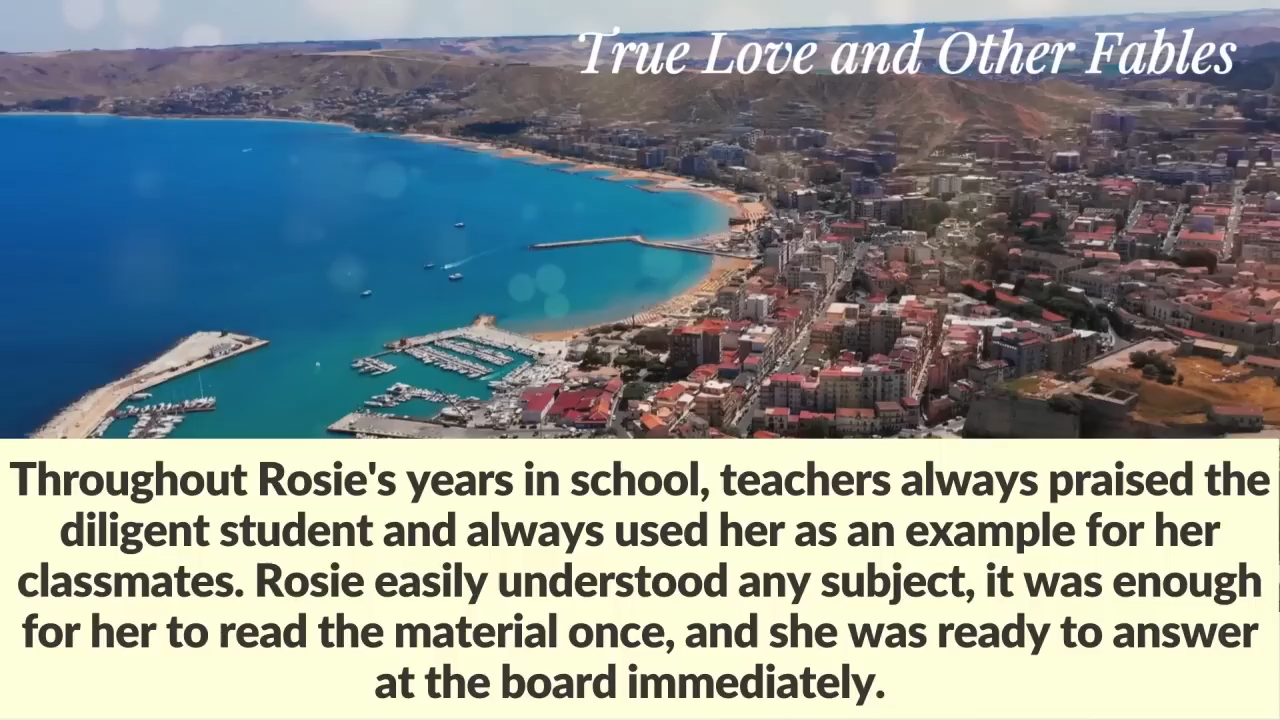 True Love and Other Fables
Throughout Rosie's years in school, teachers always praised the
diligent student and always used her as an example for her
classmates. Rosie easily understood any subject, it was enough
for her to read the material once, and she was ready to answer
at the board immediately.